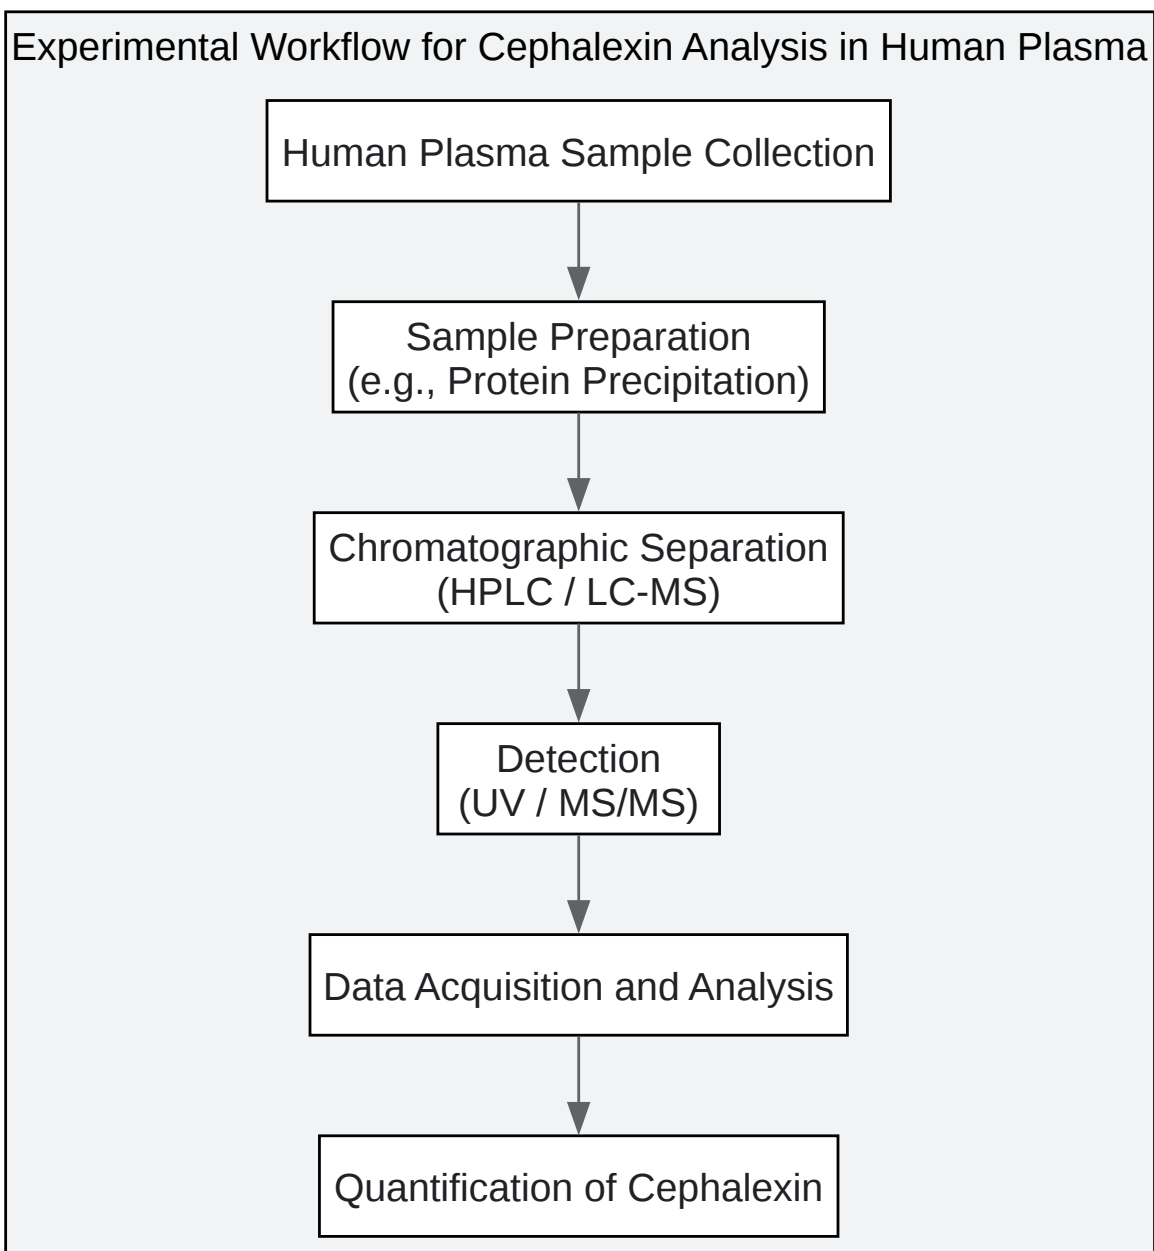 Experimental Workflow for Cephalexin Analysis in Human Plasma
Human Plasma Sample Collection
Sample Preparation
(e.g., Protein Precipitation)
Chromatographic Separation
(HPLC / LC-MS)
Detection
(UV / MS/MS)
Data Acquisition and Analysis
Quantification of Cephalexin